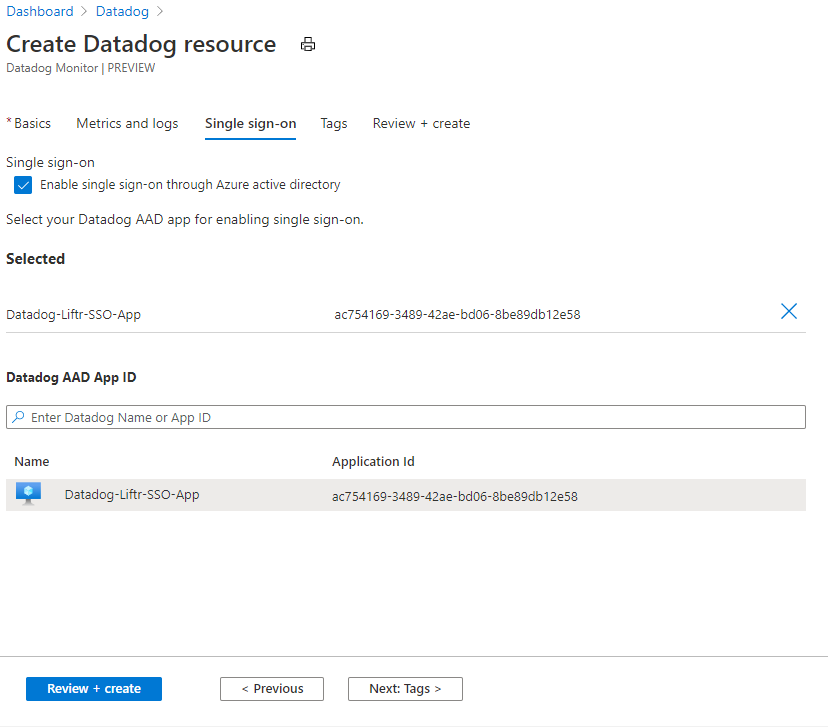 Dashboard > Datadog >
Create Datadog resource
Datadog Monitor | PREVIEW
* Basics Metrics and logs Single sign-on Tags Review + create
Single sign-on
Enable single sign-on through Azure active directory
Select your Datadog AAD app for enabling single sign-on.
Selected
Datadog-Liftr-SSO-App ac754169-3489-42ae-bd06-8be89db12e58
Datadog AAD App ID
Enter Datadog Name or App ID
Name Application Id
Datadog-Liftr-SSO-App ac754169-3489-42ae-bd06-8be89db12e58
Review + create < Previous Next: Tags >